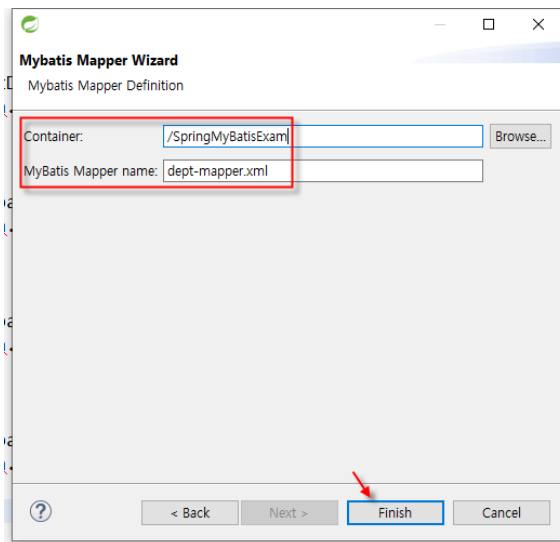 Mybatis Mapper Wizard
Mybatis Mapper Definition
Container: /SpringMyBatisExam Browse...
MyBatis Mapper name: dept-mapper.xml
? < Back Next > Finish Cancel